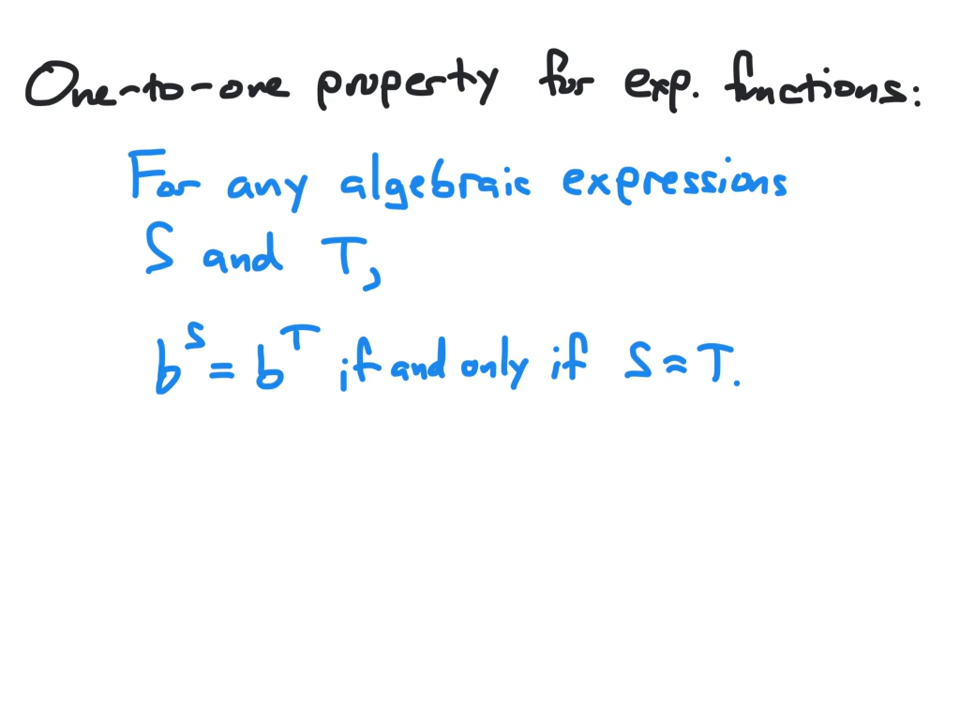 One-to-one property for exp. functions:
For any algebraic expressions
S and T,
b^S = b^T if and only if S = T.